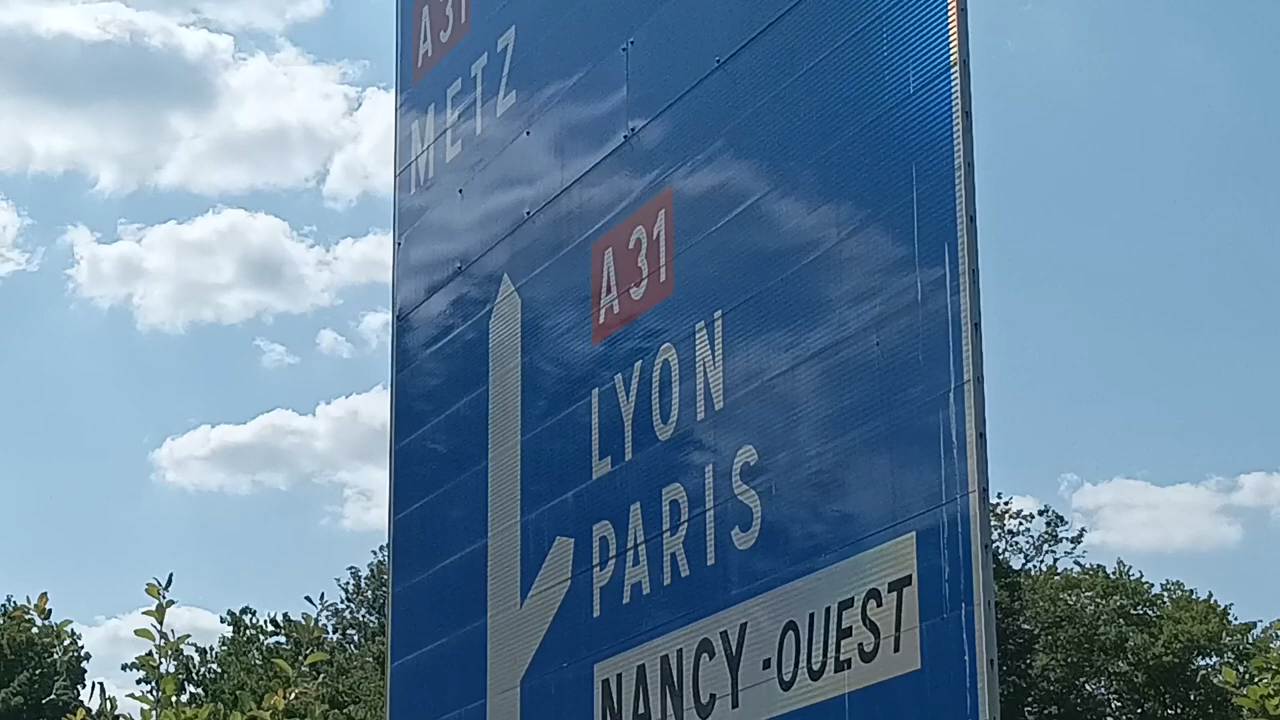 A 31
METZ
A 31
LYON
PARIS
NANCY-OUEST